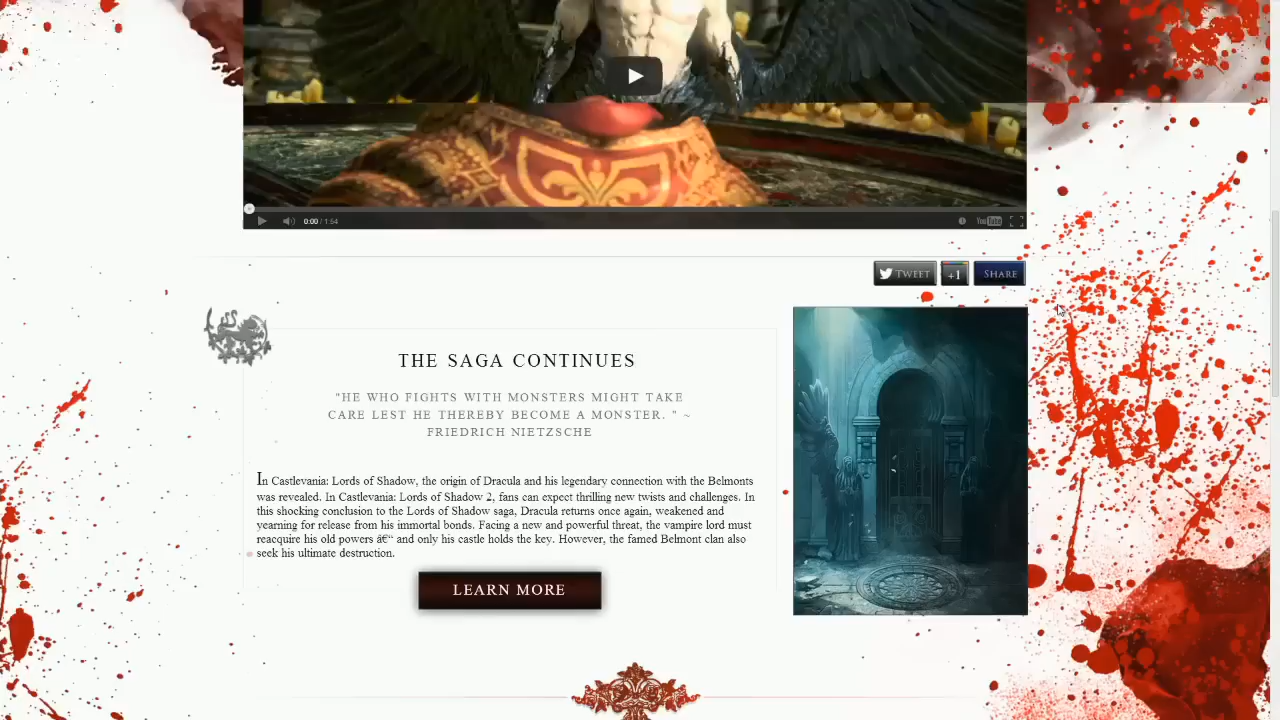 0:00 / 1:54
You Tube
TWEET
+1
SHARE
THE SAGA CONTINUES
"HE WHO FIGHTS WITH MONSTERS MIGHT TAKE
CARE LEST HE THEREBY BECOME A MONSTER. " ~
FRIEDRICH NIETZSCHE
In Castlevania: Lords of Shadow, the origin of Dracula and his legendary connection with the Belmonts
was revealed. In Castlevania: Lords of Shadow 2, fans can expect thrilling new twists and challenges. In
this shocking conclusion to the Lords of Shadow saga, Dracula returns once again, weakened and
yearning for release from his immortal bonds. Facing a new and powerful threat, the vampire lord must
reacquire his old powers â€“ and only his castle holds the key. However, the famed Belmont clan also
seek his ultimate destruction.
LEARN MORE